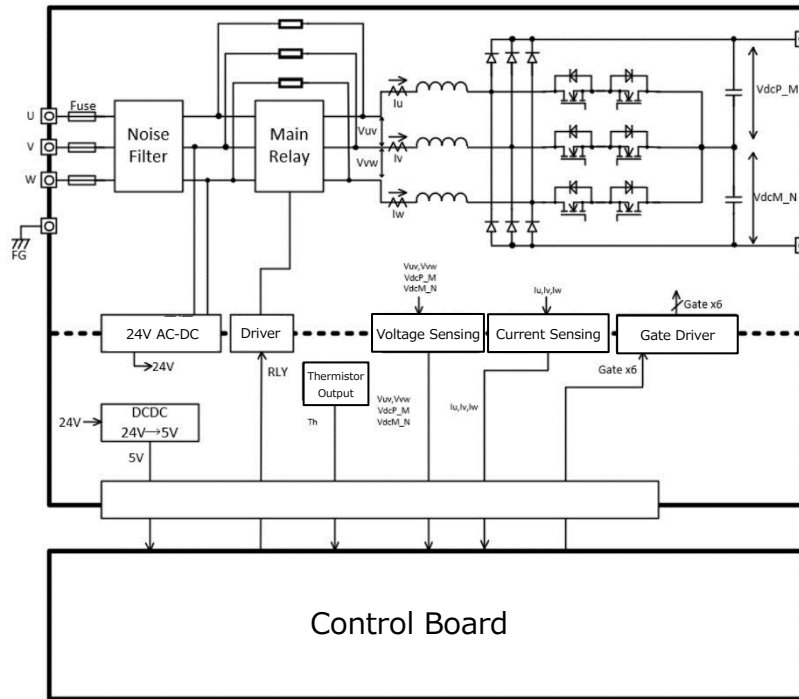 Fuse
U
V
W
FG
Noise
Filter
Main
Relay
Vuv
Vvw
Iu
Iv
Iw
VdcP_M
VdcM_N
Vuv,Vvw
VdcP_M
VdcM_N
Iu,Iv,Iw
Gate x6
24V AC-DC
Driver
Voltage Sensing
Current Sensing
Gate Driver
24V
RLY
Thermistor
Output
Gate x6
24V
DCDC
24V→5V
5V
Th
Vuv,Vvw
VdcP_M
VdcM_N
Iu,Iv,Iw
Control Board